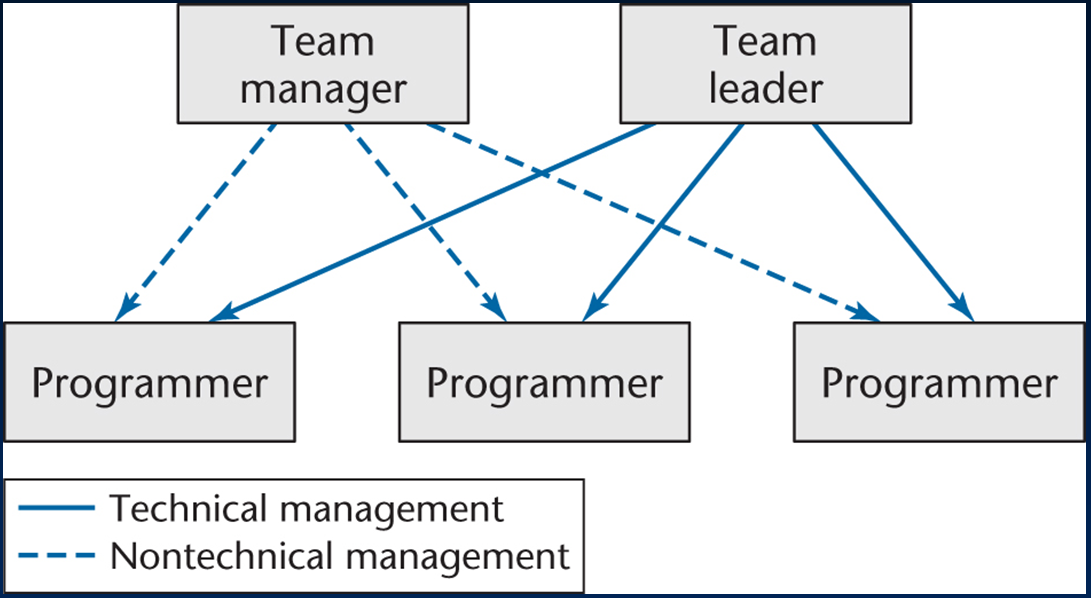 Team
manager
Team
leader
Programmer
Programmer
Programmer
Technical management
Nontechnical management